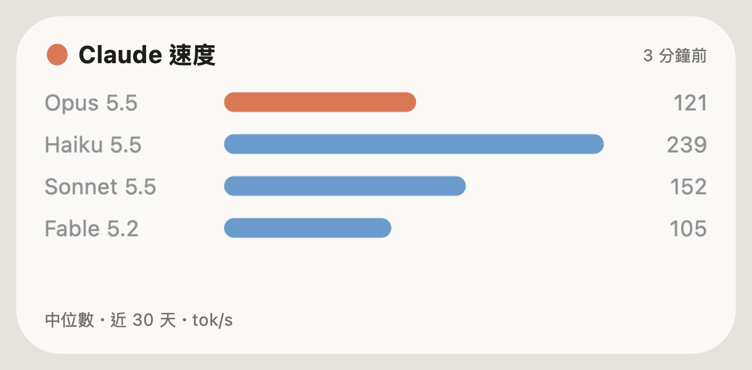 Claude 速度
3 分鐘前
Opus 5.5 121
Haiku 5.5 239
Sonnet 5.5 152
Fable 5.2 105
中位數・近 30 天・tok/s